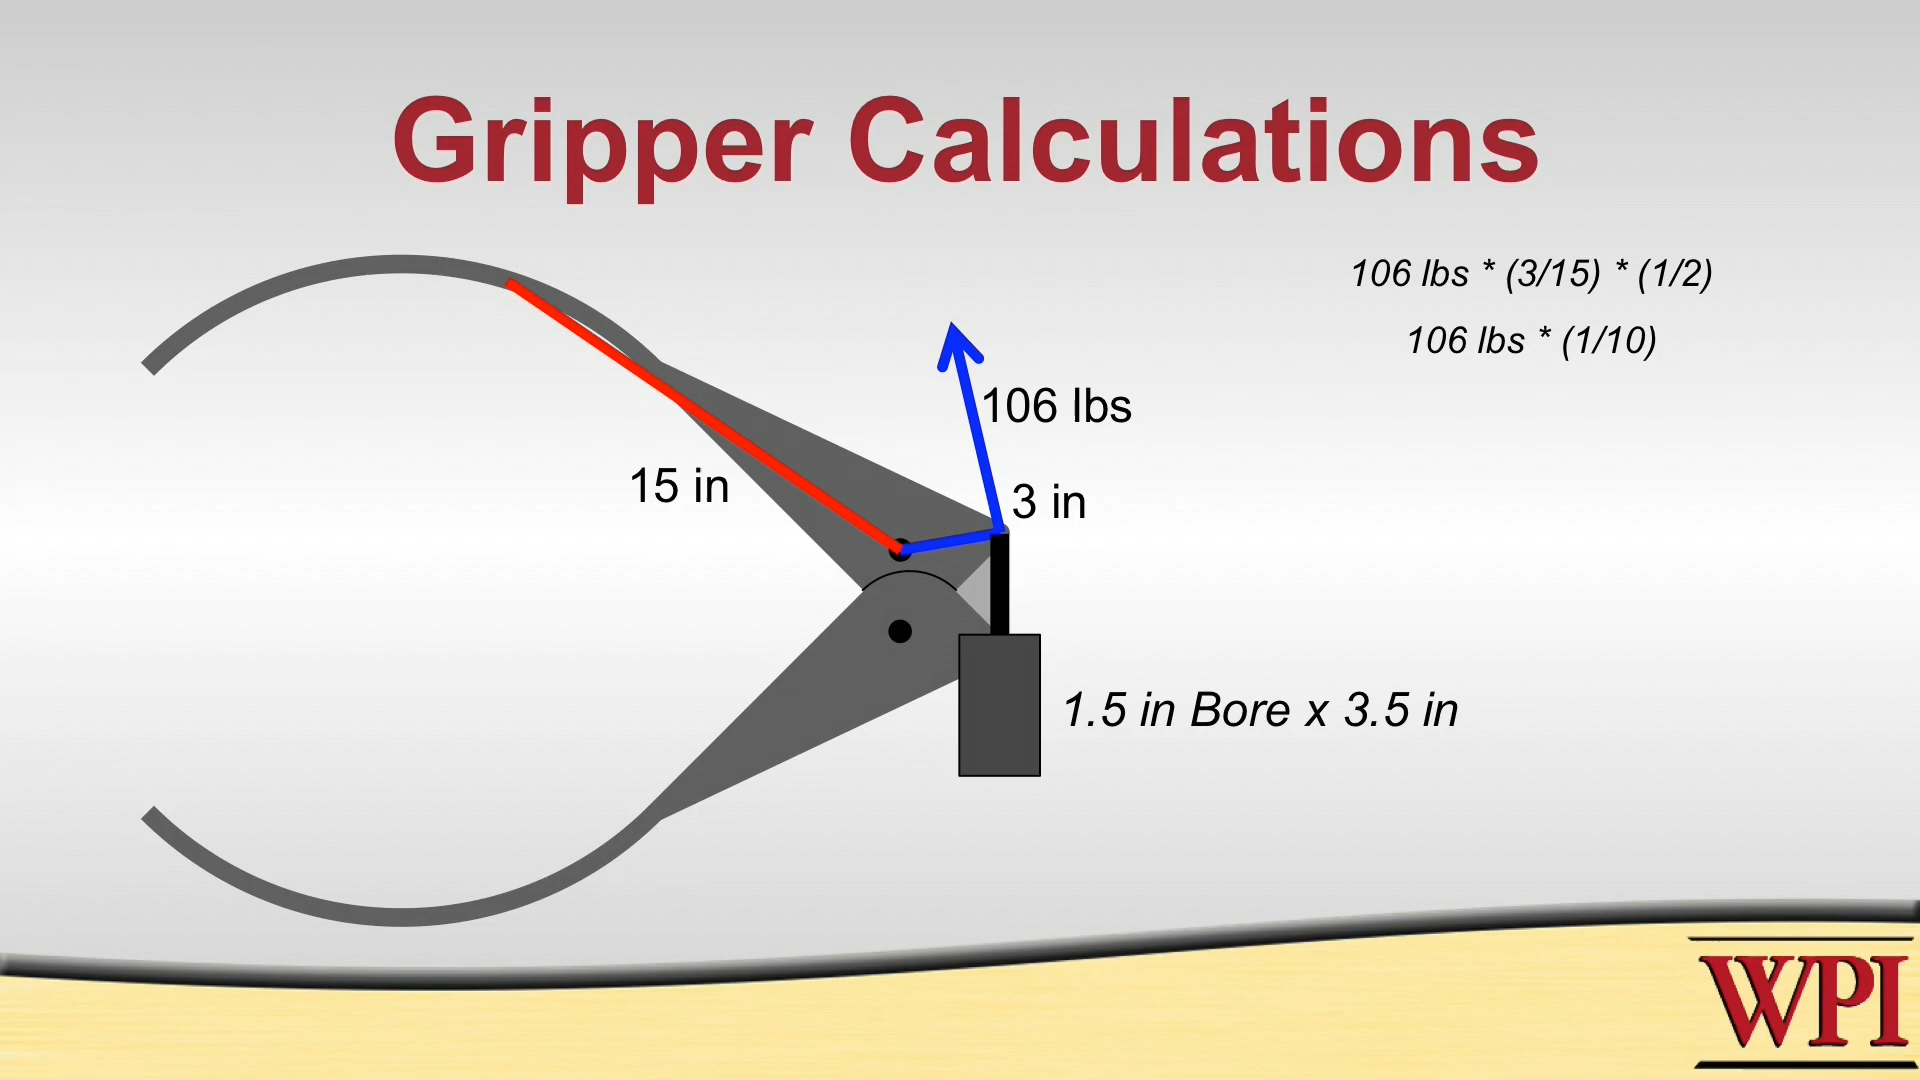 Gripper Calculations
106 lbs * (3/15) * (1/2)
106 lbs * (1/10)
106 lbs
15 in
3 in
1.5 in Bore x 3.5 in
WPI